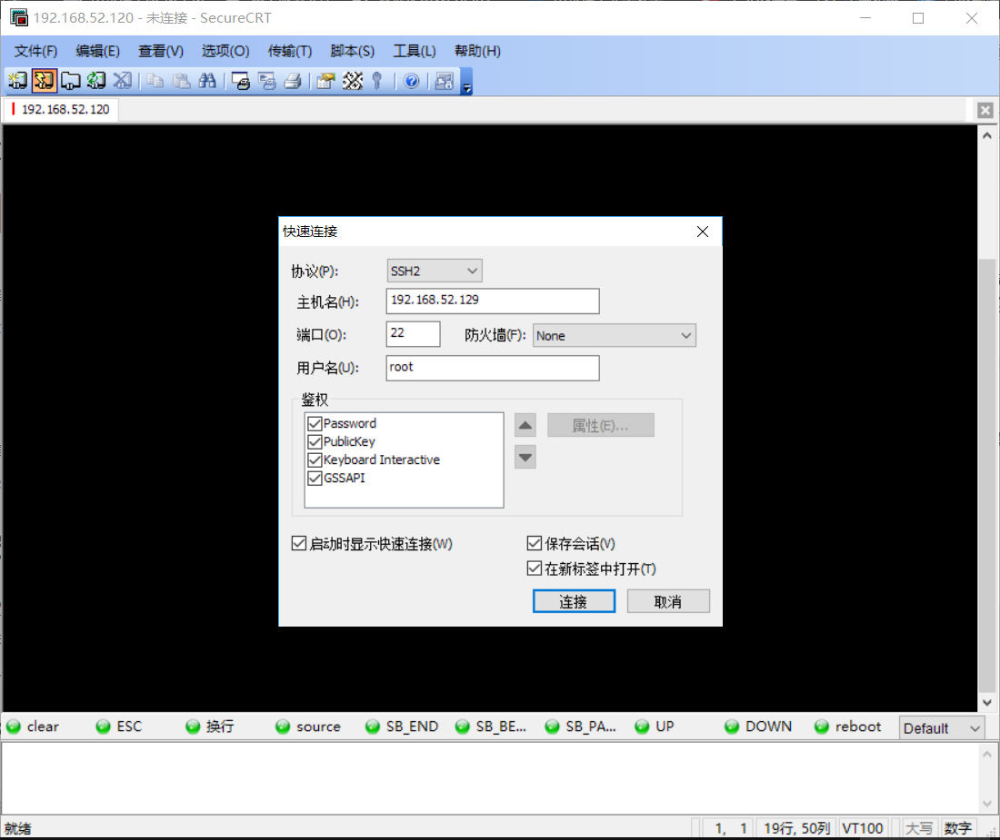 192.168.52.120 - 未连接 - SecureCRT
文件(F) 编辑(E) 查看(V) 选项(O) 传输(T) 脚本(S) 工具(L) 帮助(H)
192.168.52.120
快速连接
协议(P): SSH2
主机名(H): 192.168.52.129
端口(O): 22 防火墙(F): None
用户名(U): root
鉴权
Password
属性(E)...
PublicKey
Keyboard Interactive
GSSAPI
启动时显示快速连接(W) 保存会话(V)
在新标签中打开(T)
连接 取消
clear ESC 换行 source SB_END SB_BE... SB_PA... UP DOWN reboot Default
就绪 1, 1 19行, 50列 VT100 大写 数字